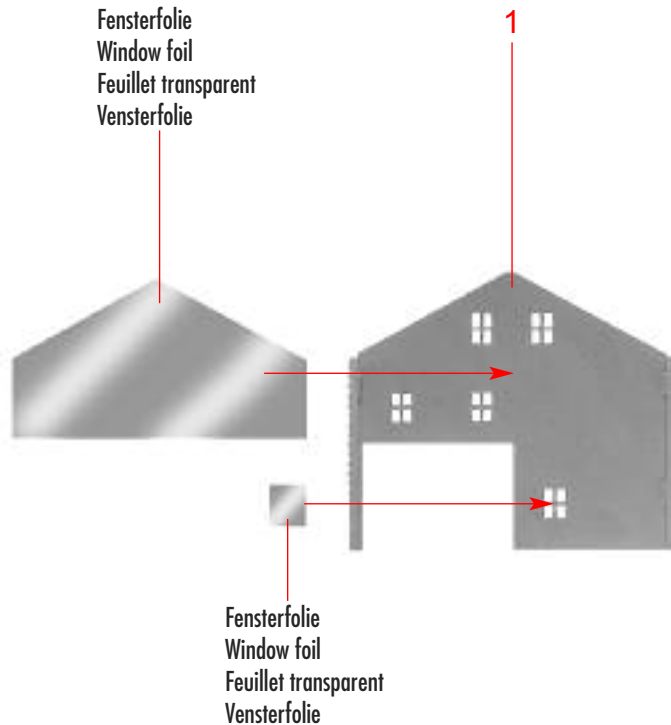 Fensterfolie
Window foil
Feuillet transparent
Vensterfolie
1
Fensterfolie
Window foil
Feuillet transparent
Vensterfolie